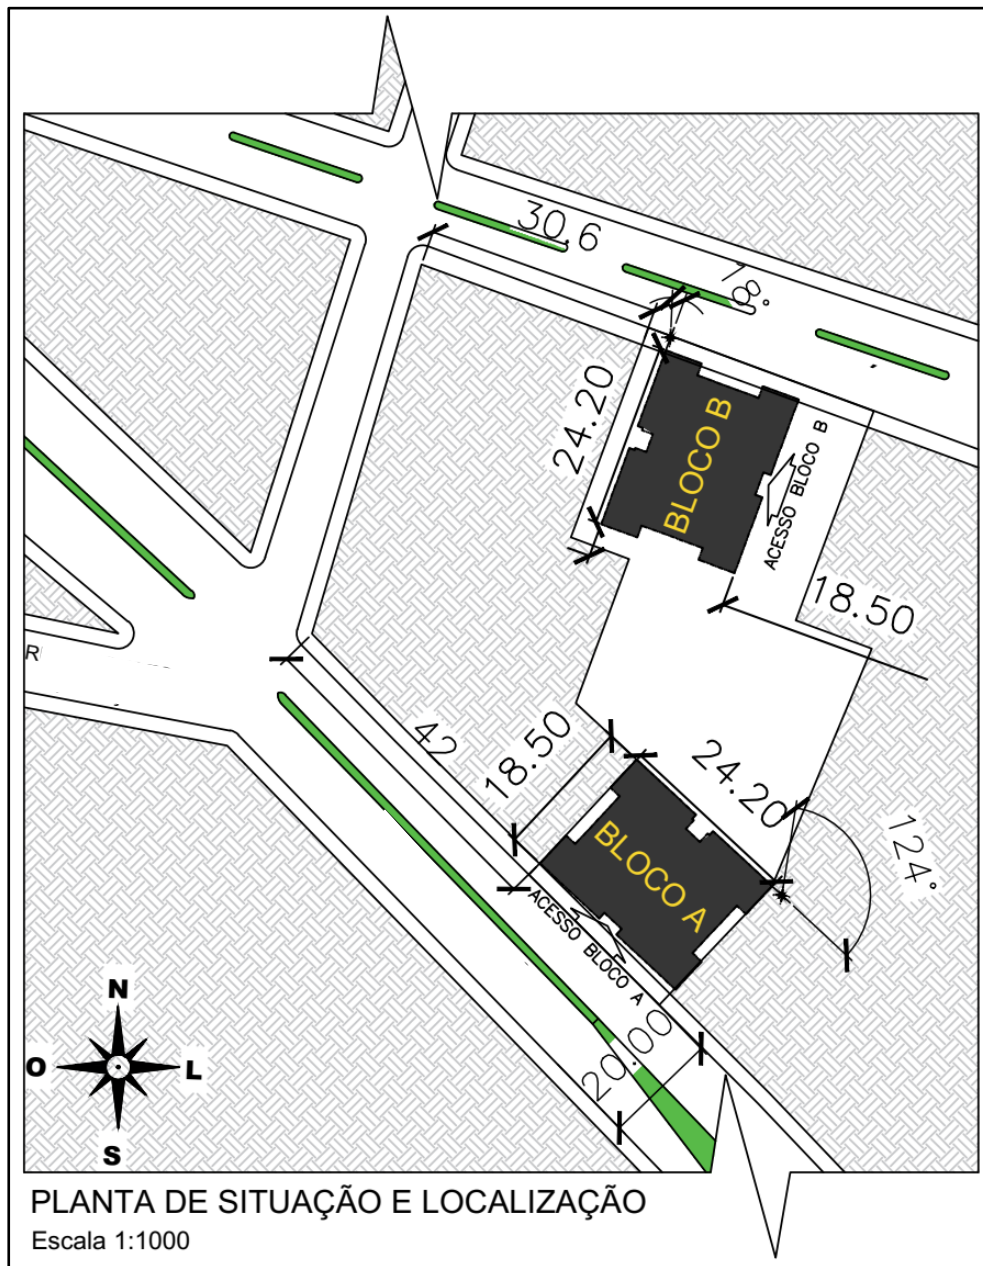 30.6
78°
24.20
BLOCO B
ACESSO BLOCO B
18.50
R
42
18.50
24.20
BLOCO A
124°
ACESSO BLOCO A
20.00
N
O
L
S
PLANTA DE SITUAÇÃO E LOCALIZAÇÃO
Escala 1:1000